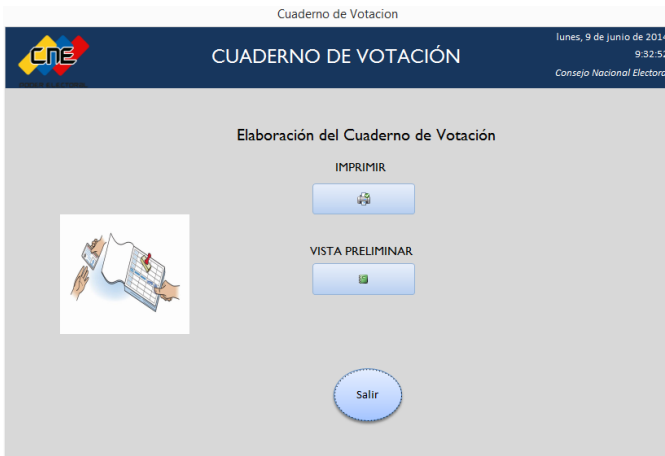 Cuaderno de Votacion
CNE
CUADERNO DE VOTACIÓN
lunes, 9 de junio de 2014
9:32:52
Consejo Nacional Electora
Elaboración del Cuaderno de Votación
IMPRIMIR
VISTA PRELIMINAR
Salir